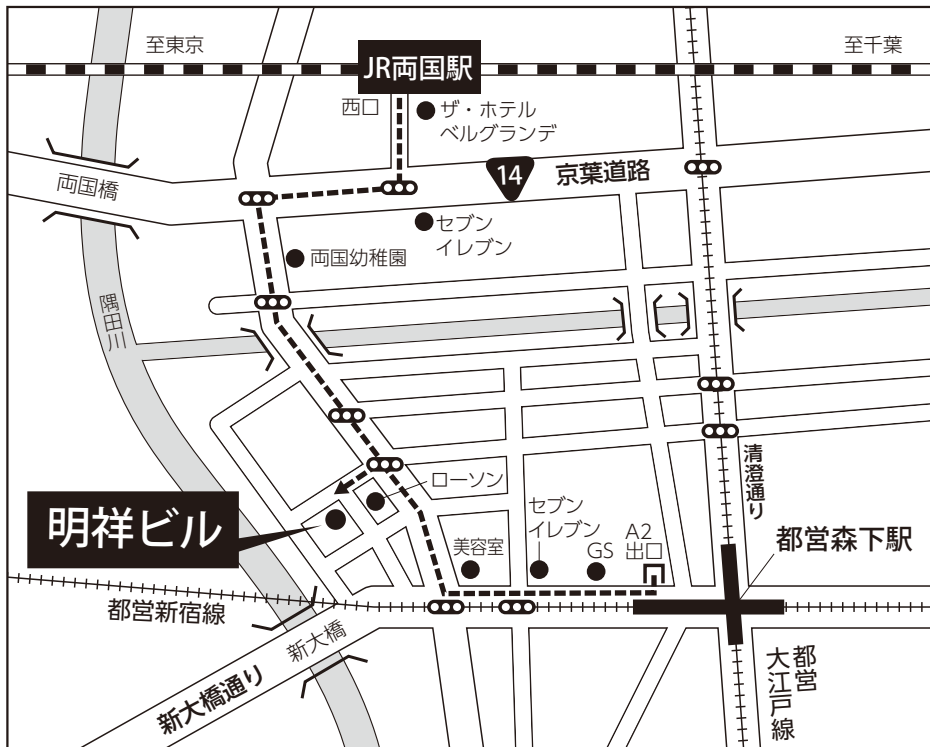 至東京
JR両国駅
至千葉
西口
ザ・ホテル
ベルグランデ
14
京葉道路
両国橋
セブン
イレブン
両国幼稚園
隅田川
清澄通り
ローソン
明祥ビル
セブン
イレブン
A2
出口
美容室
GS
都営森下駅
都営新宿線
新大橋
新大橋通り
都営
大江戸線